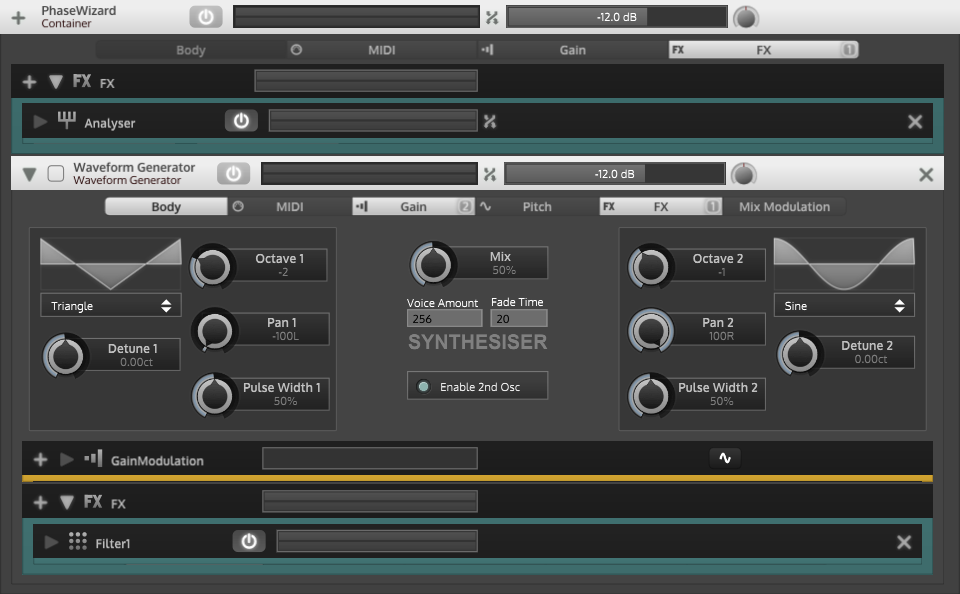 PhaseWizard
Container
-12.0 dB
Body MIDI Gain FX FX 1
FX FX
Analyser
Waveform Generator
Waveform Generator
-12.0 dB
Body MIDI Gain 2 Pitch FX FX 1 Mix Modulation
Octave 1
-2
Triangle
Pan 1
-100L
Detune 1
0.00ct
Pulse Width 1
50%
Mix
50%
Voice Amount Fade Time
256 20
SYNTHESISER
Enable 2nd Osc
Octave 2
-1
Sine
Pan 2
100R
Detune 2
0.00ct
Pulse Width 2
50%
GainModulation
FX FX
Filter1